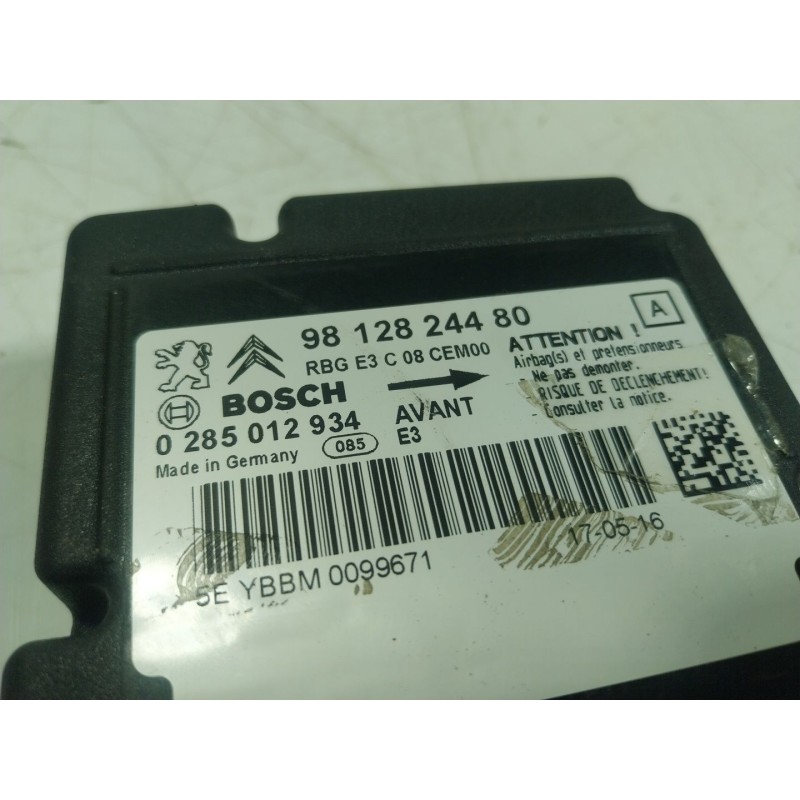 98 128 244 80
RBG E3 C 08 CEM00
BOSCH
0 285 012 934
085
Made in Germany
AVANT
E3
A
ATTENTION !
Airbag(s) et pretensionneurs.
Ne pas demonter.
RISQUE DE DECLENCHEMENT!
Consulter la notice.
5E YBBM 0099671
17-05-16